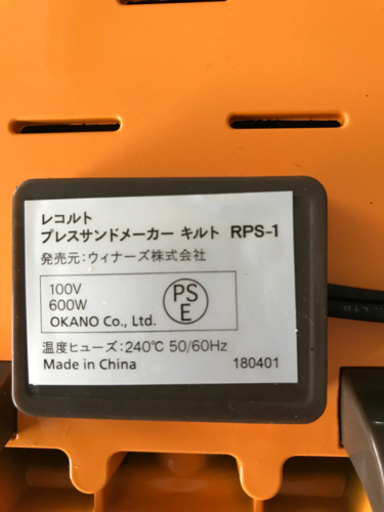 レコルト
プレスサンドメーカー キルト RPS-1
発売元:ウィナーズ株式会社
100V
600W
OKANO Co., Ltd.
PS
E
温度ヒューズ:240℃ 50/60Hz
Made in China 180401